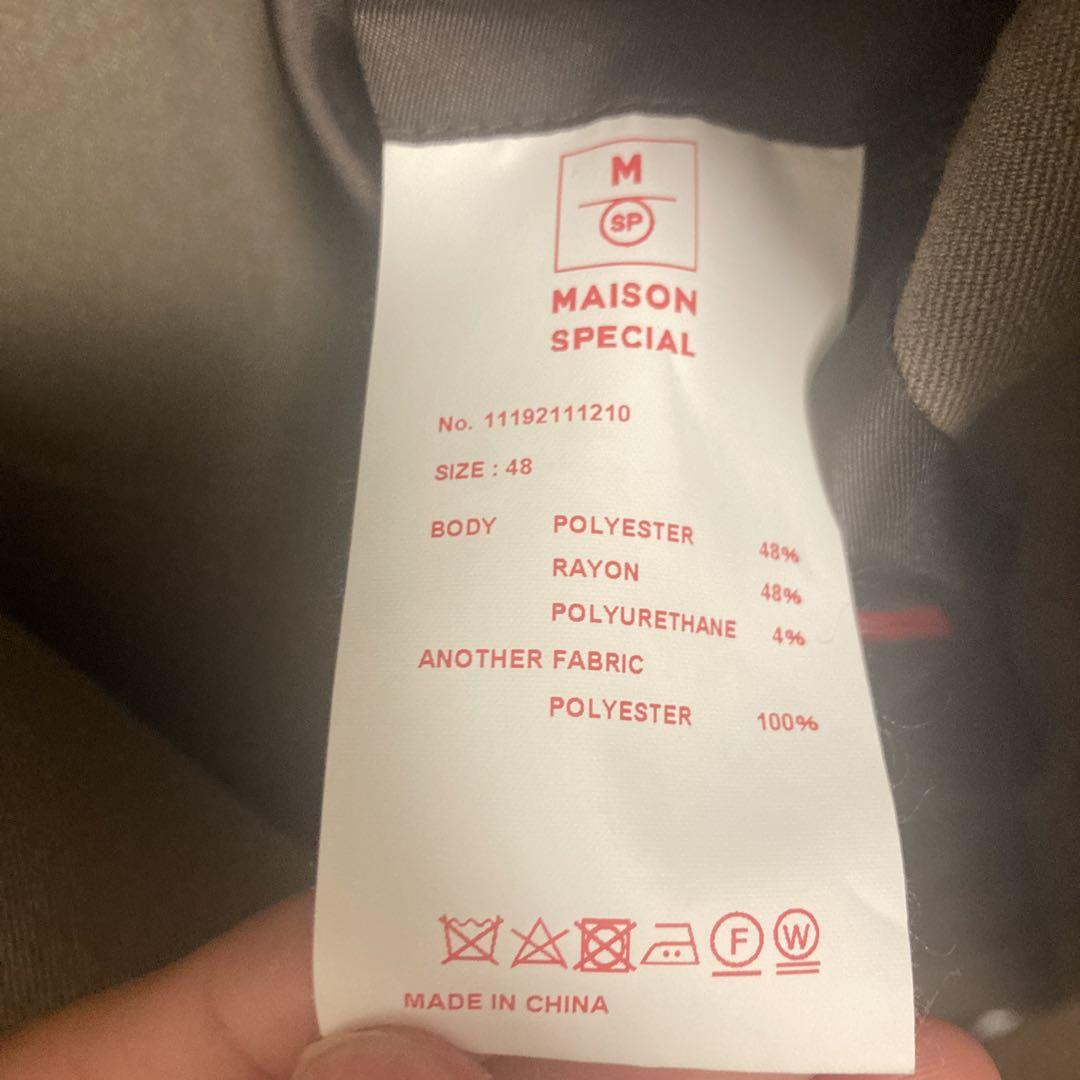 M
SP
MAISON
SPECIAL
No. 11192111210
SIZE : 48
BODY POLYESTER 48%
RAYON 48%
POLYURETHANE 4%
ANOTHER FABRIC
POLYESTER 100%
F W
MADE IN CHINA